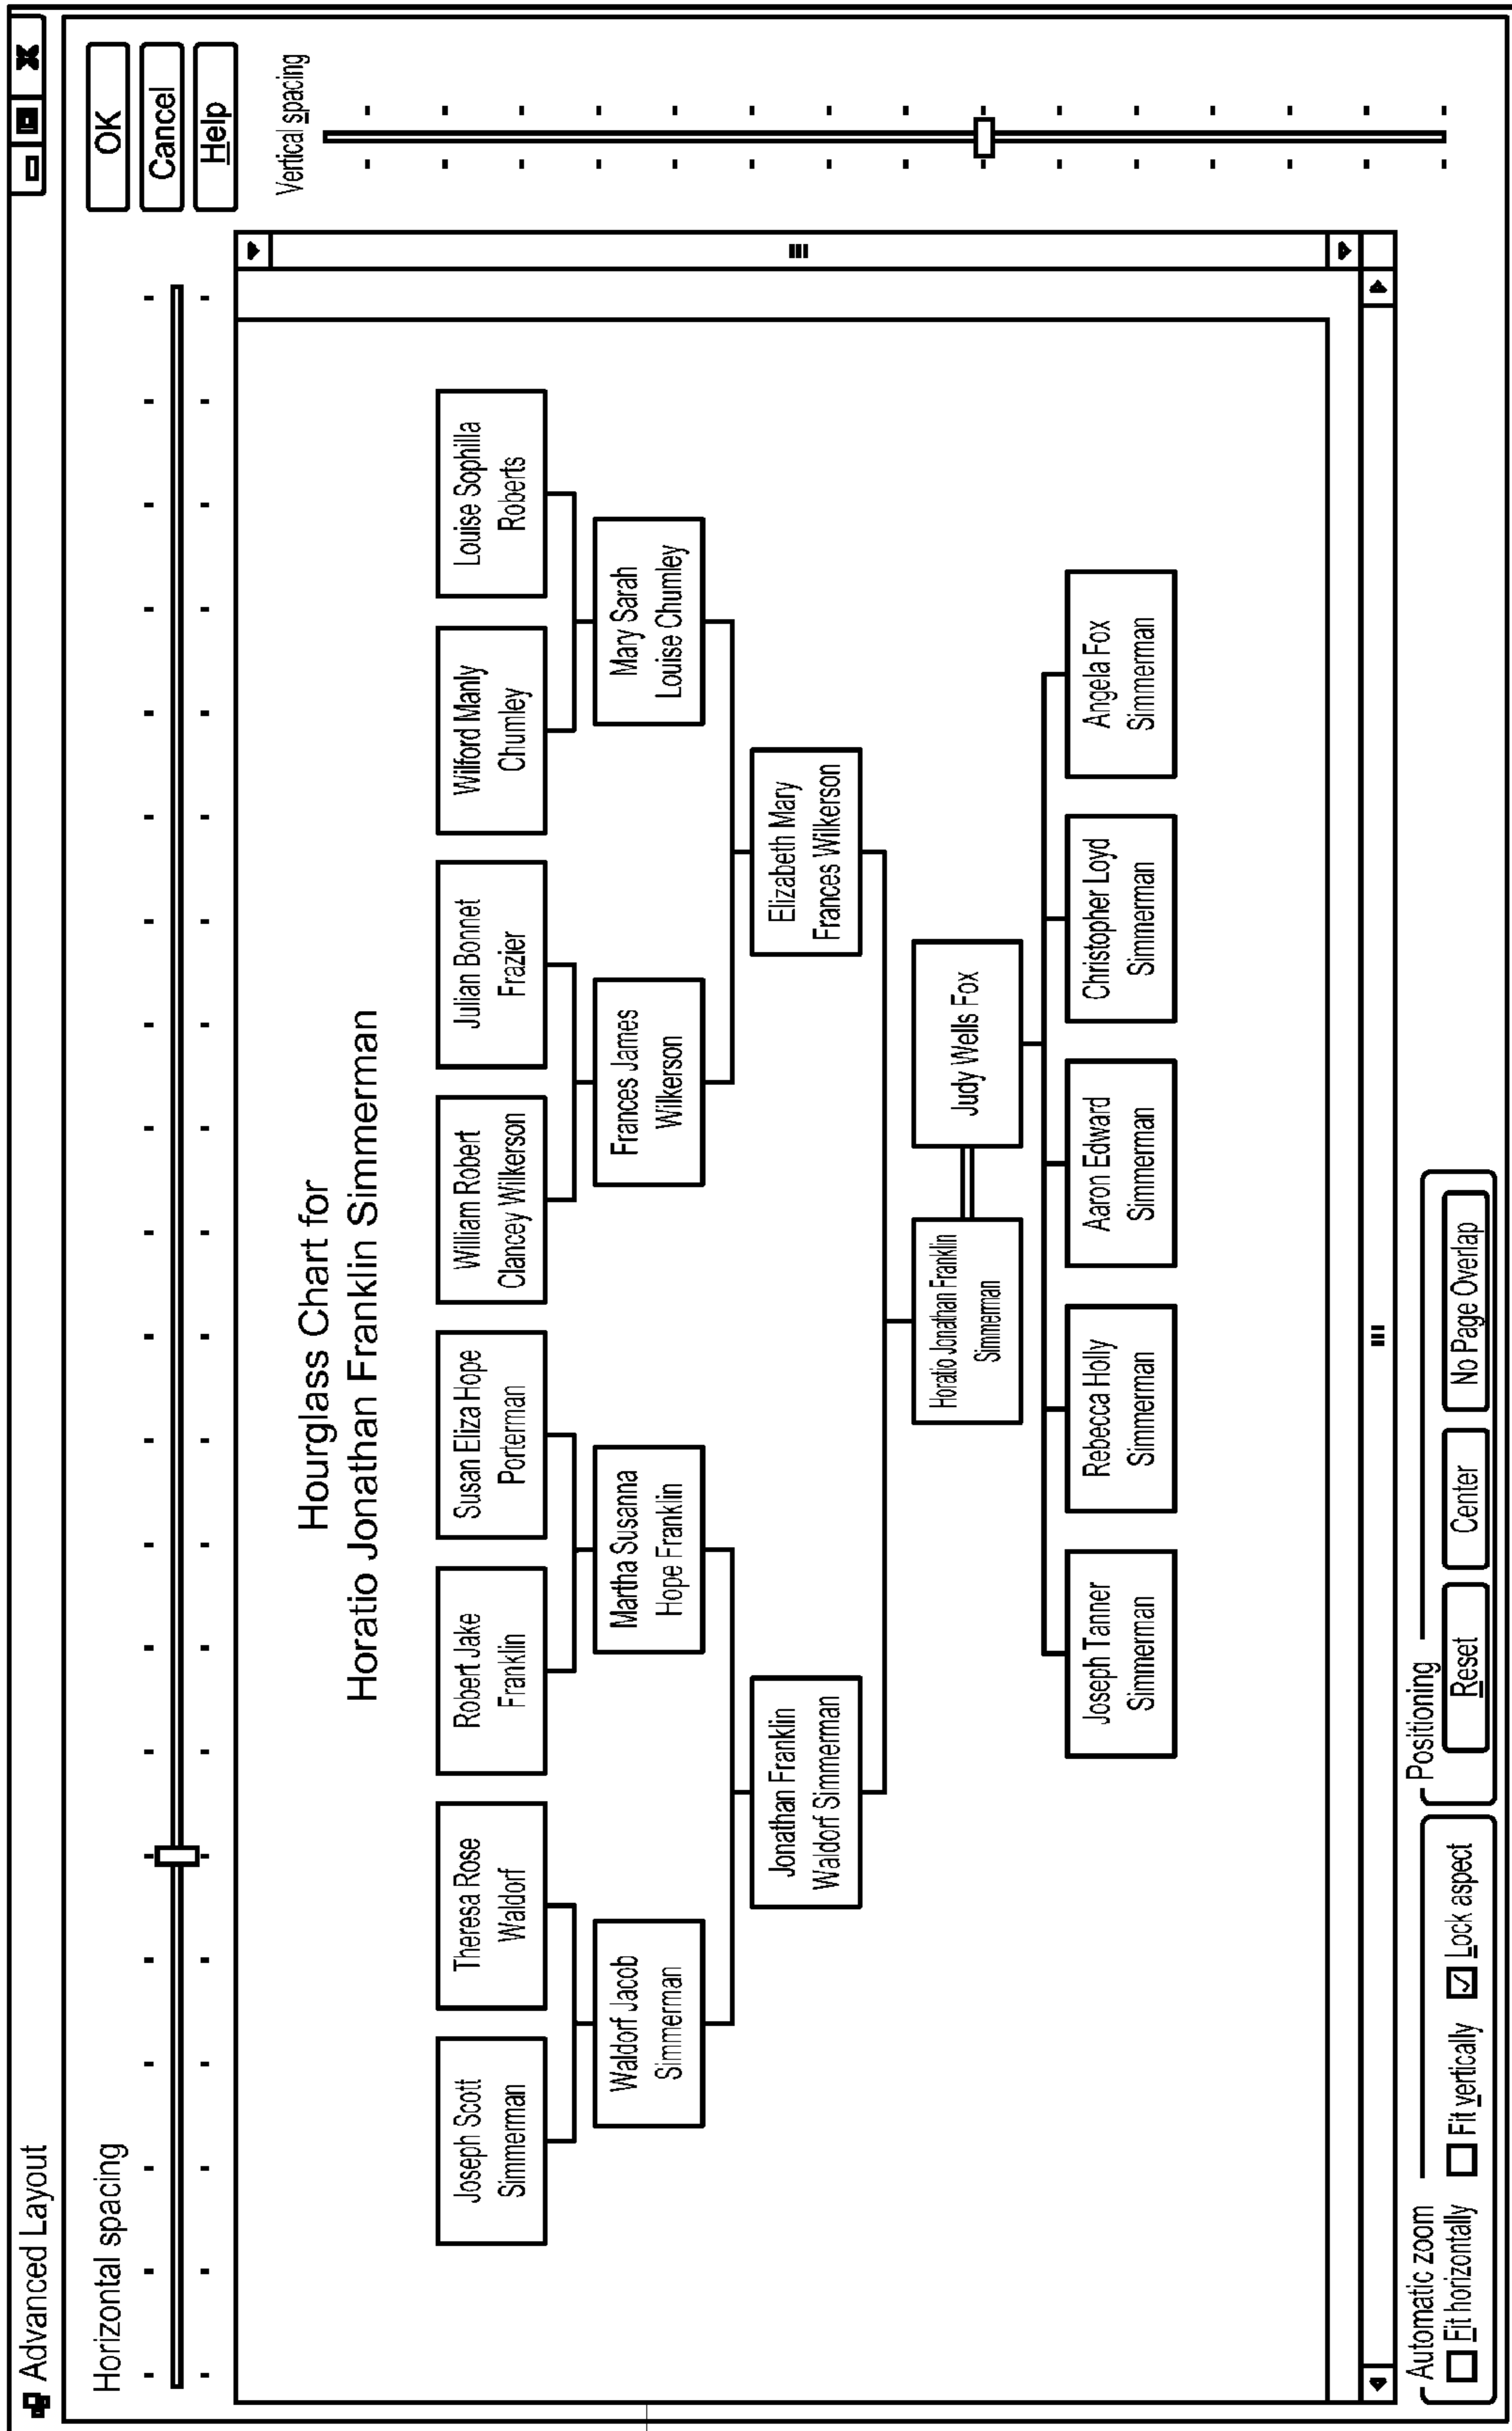 Advanced Layout
Horizontal spacing
OK
Cancel
Help
Vertical spacing
Hourglass Chart for
Horatio Jonathan Franklin Simmerman
Joseph Scott
Simmerman
Theresa Rose
Waldorf
Robert Jake
Franklin
Susan Eliza Hope
Porterman
William Robert
Clancey Wilkerson
Julian Bonnet
Frazier
Wilford Manly
Chumley
Louise Sophilla
Roberts
Waldorf Jacob
Simmerman
Martha Susanna
Hope Franklin
Frances James
Wilkerson
Mary Sarah
Louise Chumley
Jonathan Franklin
Waldorf Simmerman
Elizabeth Mary
Frances Wilkerson
Horatio Jonathan Franklin
Simmerman
Judy Wells Fox
Joseph Tanner
Simmerman
Rebecca Holly
Simmerman
Aaron Edward
Simmerman
Christopher Loyd
Simmerman
Angela Fox
Simmerman
Automatic zoom
Fit horizontally
Fit vertically
Lock aspect
Positioning
Reset
Center
No Page Overlap